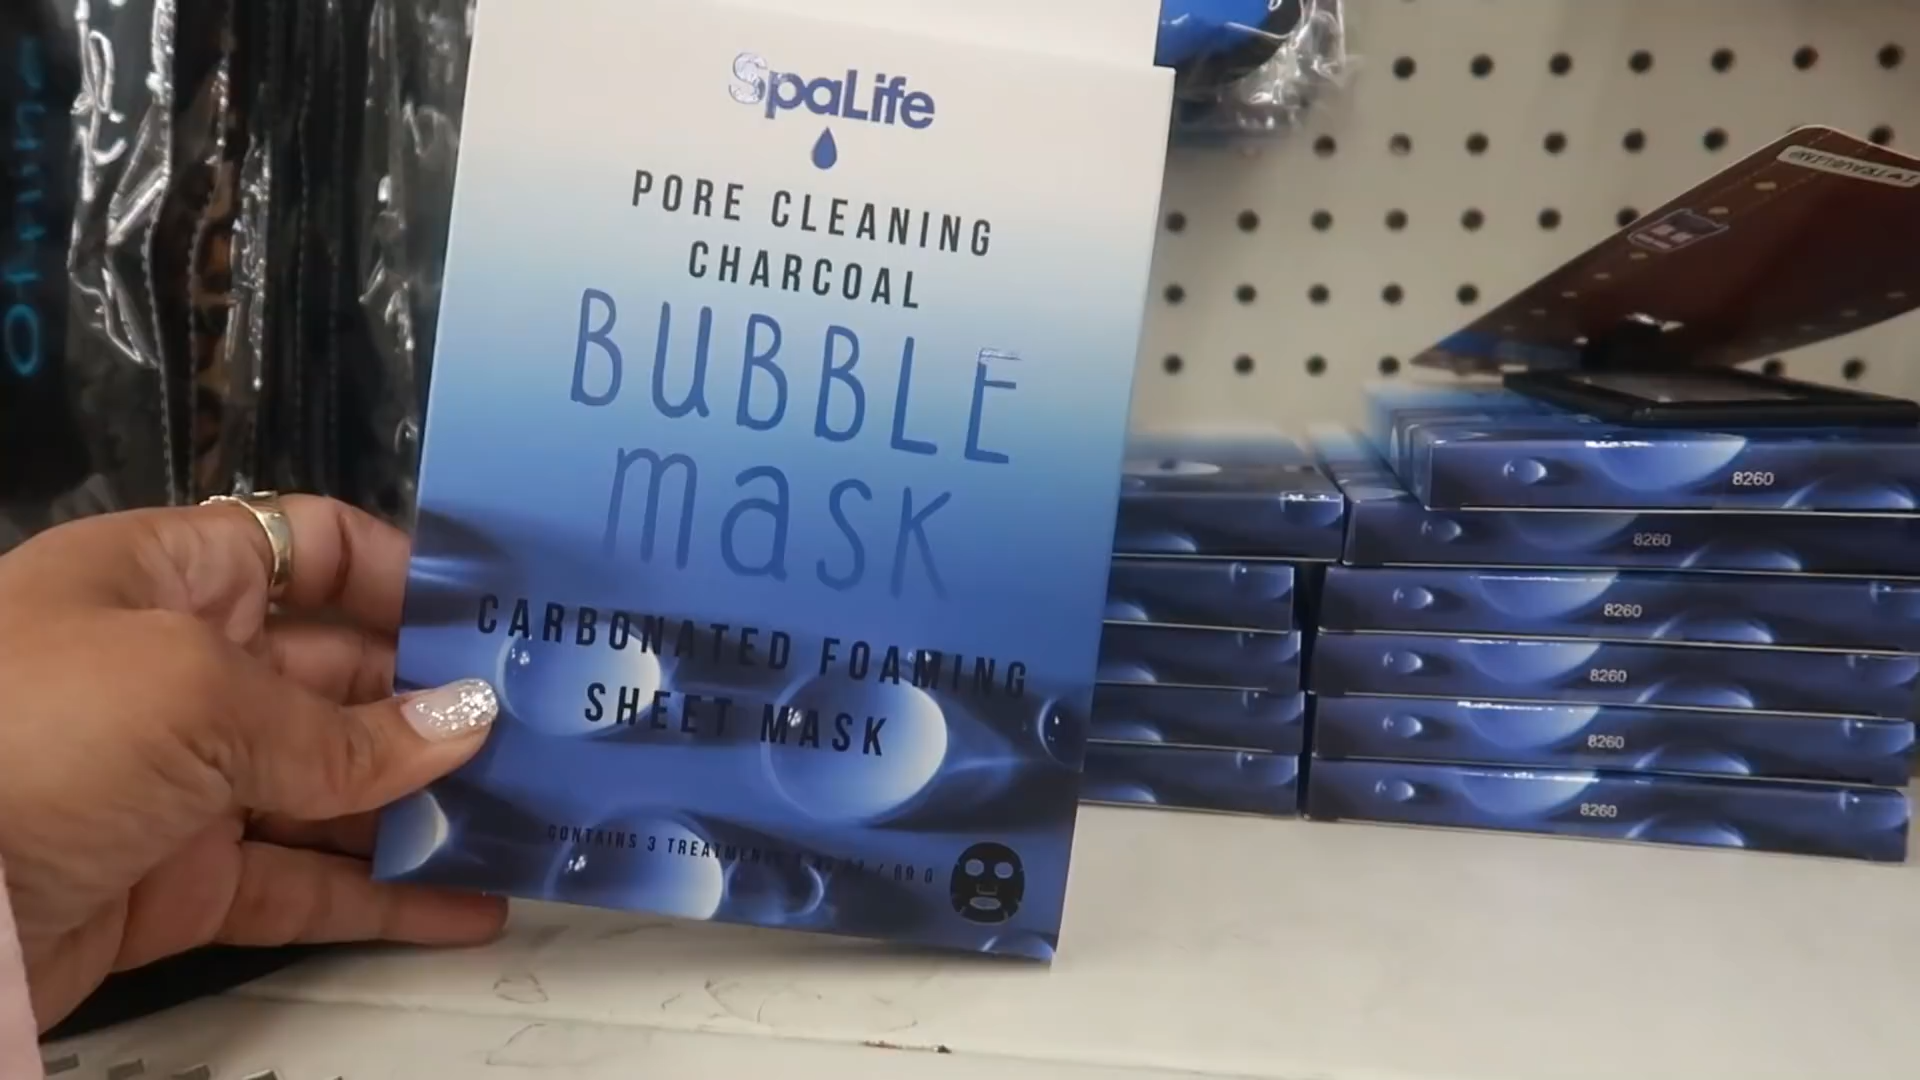 SpaLife
PORE CLEANING
CHARCOAL
BUBBLE
mask
CARBONATED FOAMING
SHEET MASK
CONTAINS 3 TREATMENTS
8260
8260
8260
8260
8260
8260